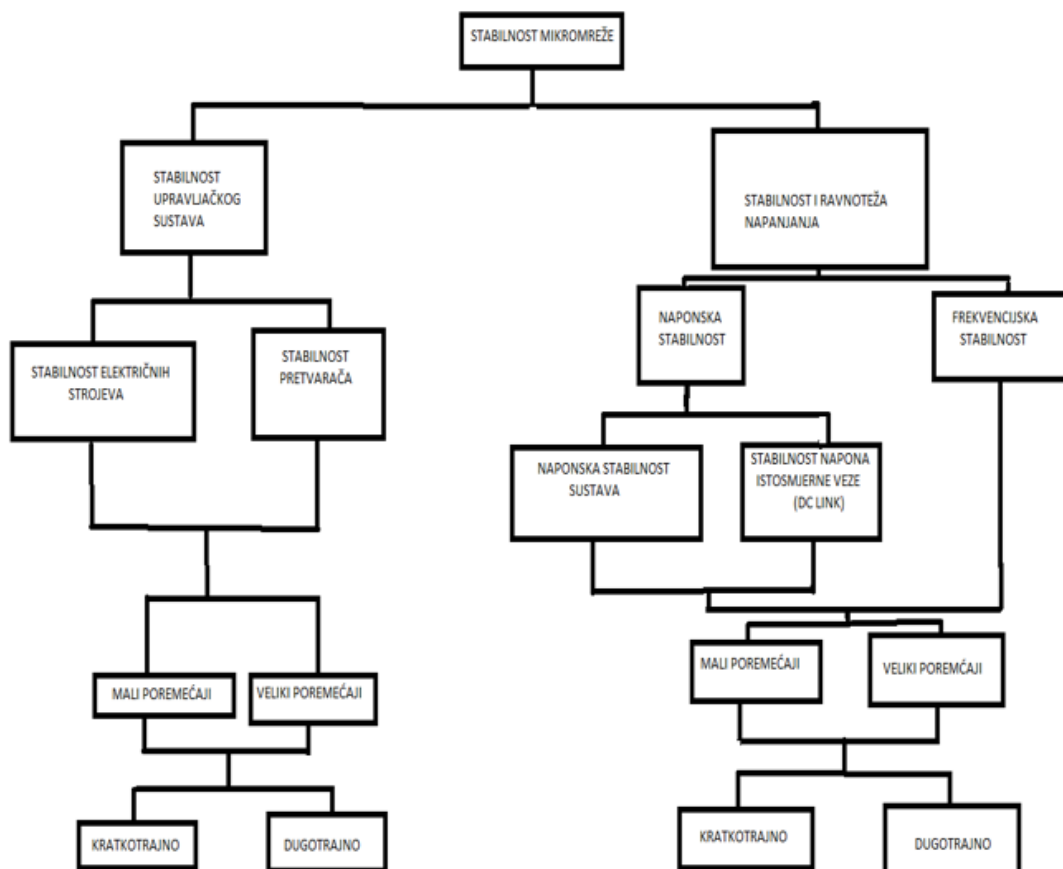 STABILNOST MIKROMREŽE
STABILNOST
UPRAVLJAČKOG
SUSTAVA
STABILNOST I RAVNOTEŽA
NAPANJANJA
STABILNOST ELEKTRIČNIH
STROJEVA
STABILNOST
PRETVARAČA
NAPONSKA
STABILNOST
FREKVENCIJSKA
STABILNOST
NAPONSKA STABILNOST
SUSTAVA
STABILNOST NAPONA
ISTOSMJERNE VEZE
(DC LINK)
MALI POREMEĆAJI
VELIKI POREMEĆAJI
MALI POREMEĆAJI
VELIKI POREMĆAJI
KRATKOTRAJNO
DUGOTRAJNO
KRATKOTRAJNO
DUGOTRAJNO